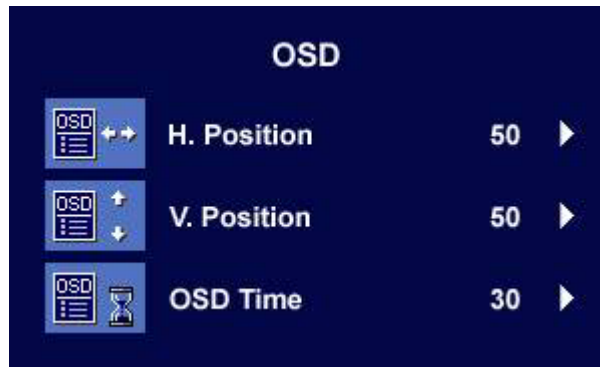 OSD
OSD H. Position 50
OSD V. Position 50
OSD OSD Time 30